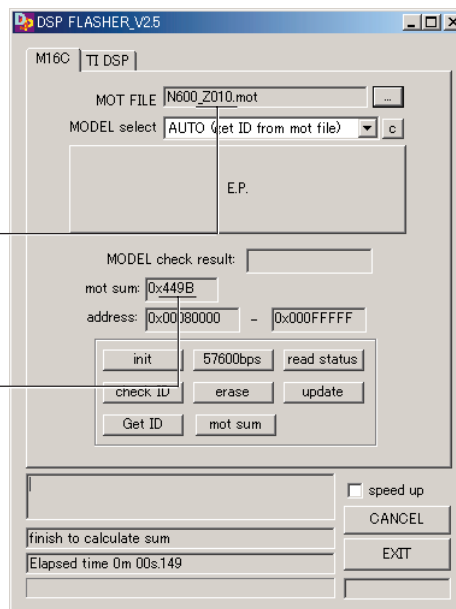 DSP FLASHER_V2.5
M16C TI DSP
MOT FILE N600_Z010.mot ...
MODEL select AUTO (get ID from mot file) c
E.P.
MODEL check result:
mot sum: 0x449B
address: 0x00080000 - 0x000FFFFF
init 57600bps read status
check ID erase update
Get ID mot sum
speed up
CANCEL
finish to calculate sum
EXIT
Elapsed time 0m 00s.149